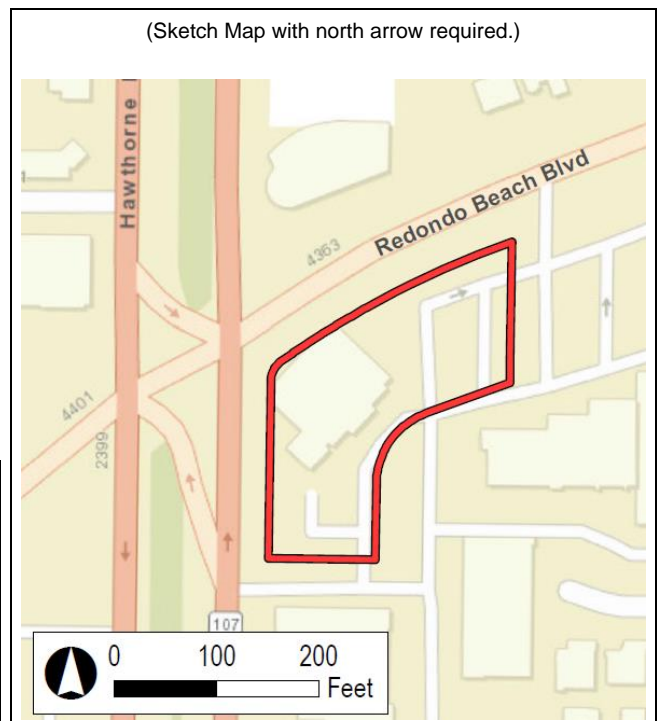 (Sketch Map with north arrow required.)
Hawthorne
Redondo Beach Blvd
4363
4401
2399
107
0 100 200
Feet